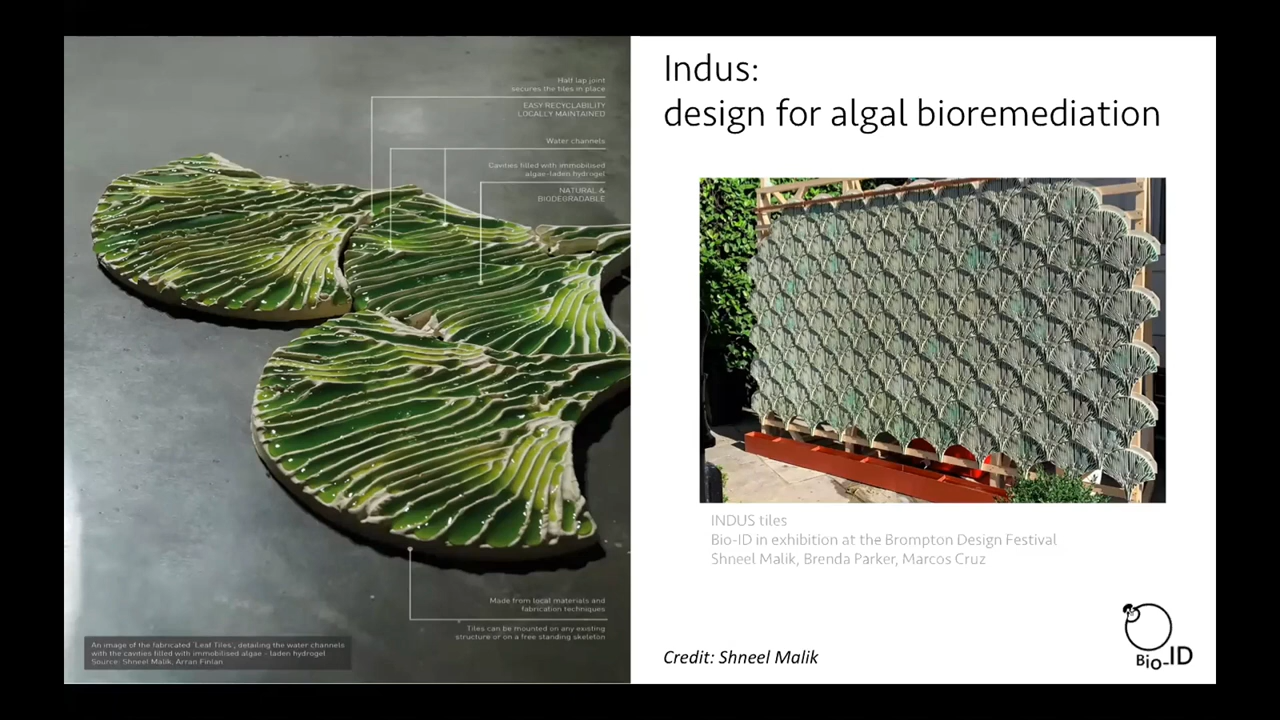 Half lap joint
secures the tiles in place
EASY RECYCLABILITY
LOCALLY MAINTAINED
Water channels
Cavities filled with immobilised
algae-laden hydrogel
NATURAL &
BIODEGRADABLE
Made from local materials and
fabrication techniques
Tiles can be mounted on any existing
structure or on a free standing skeleton
An image of the fabricated 'Leaf Tiles', detailing the water channels
with the cavities filled with immobilised algae - laden hydrogel
Source: Shneel Malik, Arran Finlan
Indus:
design for algal bioremediation
INDUS tiles
Bio-ID in exhibition at the Brompton Design Festival
Shneel Malik, Brenda Parker, Marcos Cruz
Credit: Shneel Malik
Bio-ID